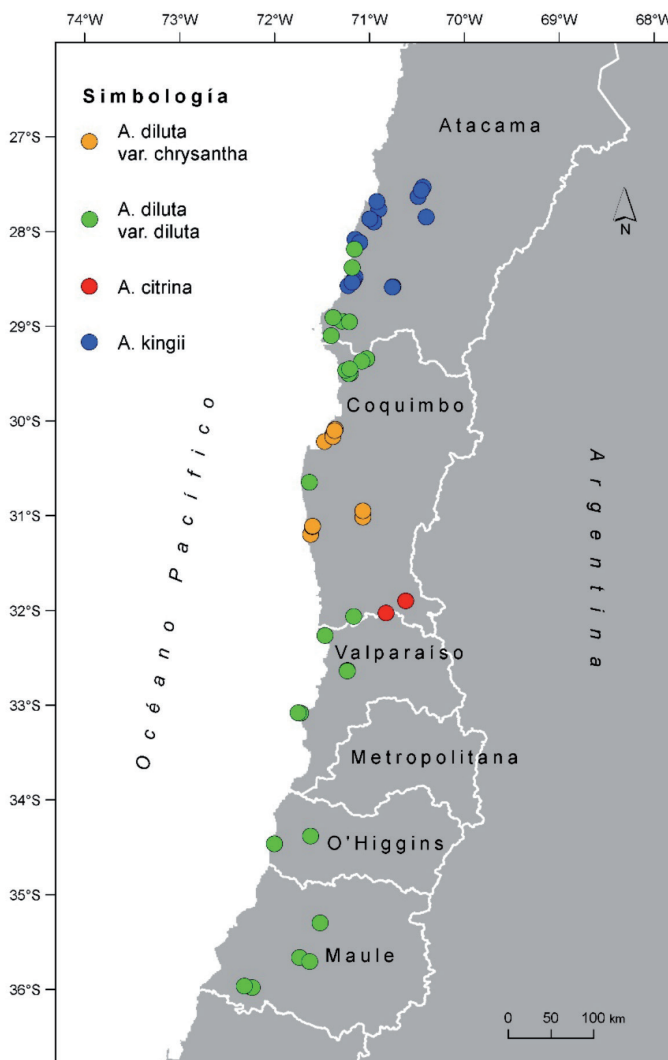 74°W 73°W 72°W 71°W 70°W 69°W 68°W
27°S
28°S
29°S
30°S
31°S
32°S
33°S
34°S
35°S
36°S
Simbología
A. diluta
var. chrysantha
A. diluta
var. diluta
A. citrina
A. kingii
Atacama
N
Coquimbo
Océano Pacífico
Argentina
Valparaíso
Metropolitana
O'Higgins
Maule
0 50 100 km